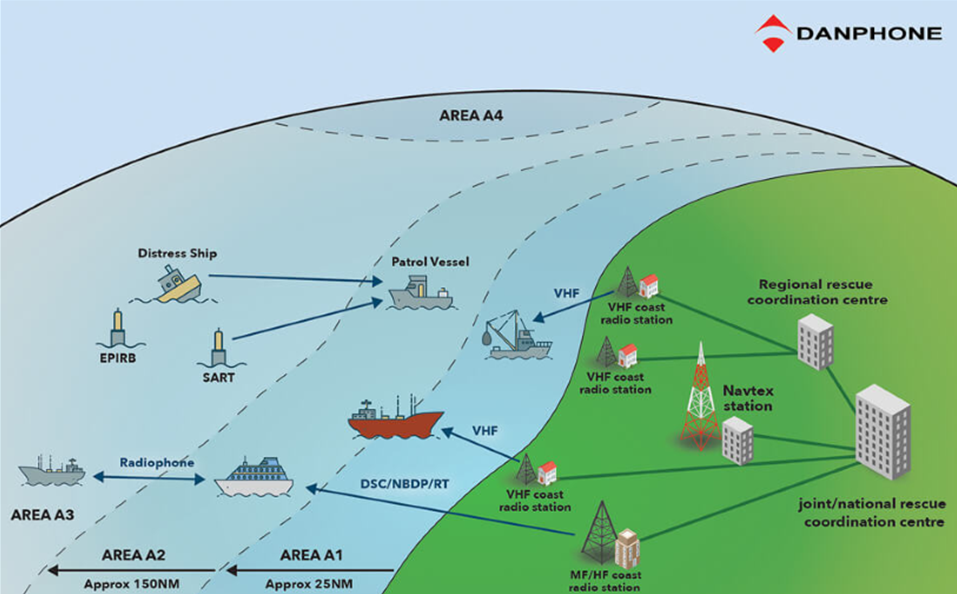 DANPHONE
AREA A4
Distress Ship
Patrol Vessel
VHF
VHF coast
radio station
Regional rescue
coordination centre
EPIRB
SART
VHF coast
radio station
Navtex
station
Radiophone
VHF
DSC/NBDP/RT
VHF coast
radio station
joint/national rescue
coordination centre
AREA A3
AREA A2
Approx 150NM
AREA A1
Approx 25NM
MF/HF coast
radio station